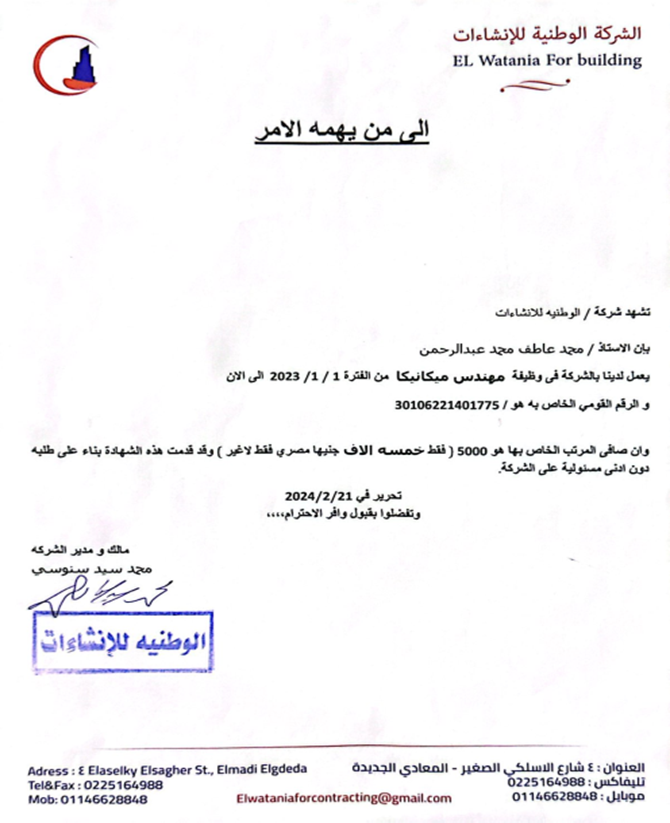 الشركة الوطنية للإنشاءات
EL Watania For building
الى من يهمه الامر
تشهد شركة / الوطنيه للانشاءات
بإن الاستاذ / محمد عاطف محمد عبدالرحمن
يعمل لدينا بالشركة فى وظيفة مهندس ميكانيكا من الفترة 1 / 1/ 2023 الى الان
و الرقم القومي الخاص به هو / 30106221401775
وان صافى المرتب الخاص بها هو 5000 ( فقط خمسه الاف جنيها مصري فقط لاغير ) وقد قدمت هذه الشهادة بناء على طلبه
دون ادنى مسئولية على الشركة.
تحرير في 2024/2/21
وتفضلوا بقبول وافر الاحترام،،،،
مالك و مدير الشركه
محمد سيد سنوسي
الوطنيه للإنشاءات
العنوان : ٤ شارع الاسلكي الصغير - المعادي الجديدة
تليفاكس : 0225164988
موبايل : 01146628848
Adress : ٤ Elaselky Elsagher St., Elmadi Elgdeda
Tel&Fax : 0225164988
Mob: 01146628848
Elwataniaforcontracting@gmail.com